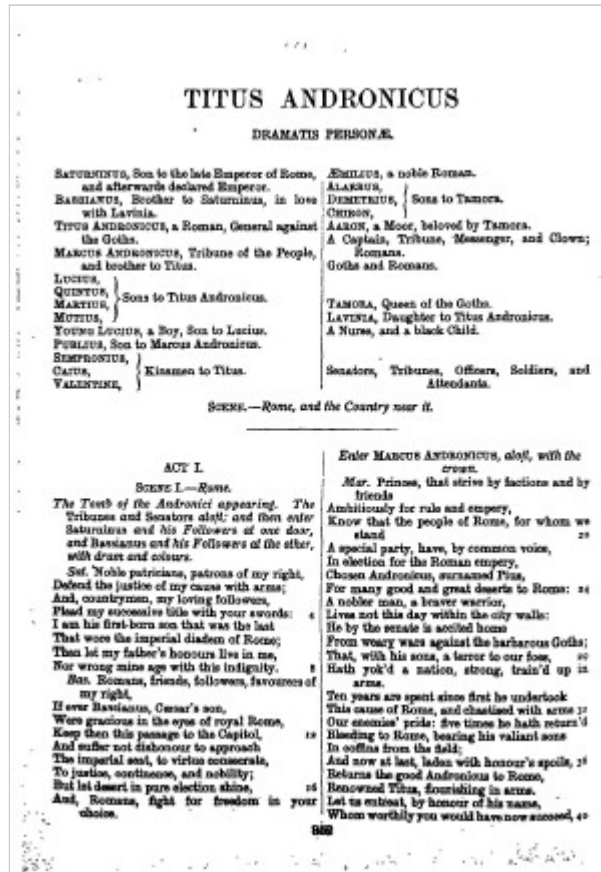 TITUS ANDRONICUS
DRAMATIS PERSONÆ.
SATURNINUS, Son to the late Emperor of Rome,
and afterwards declared Emperor.
BASSIANUS, Brother to Saturninus, in love
with Lavinia.
TITUS ANDRONICUS, a Roman, General against
the Goths.
MARCUS ANDRONICUS, Tribune of the People,
and brother to Titus.
LUCIUS,
QUINTUS,
MARTIUS,
MUTIUS,
Sons to Titus Andronicus.
YOUNG LUCIUS, a Boy, Son to Lucius.
PUBLIUS, Son to Marcus Andronicus.
SEMPRONIUS,
CAIUS,
VALENTINE,
Kinsmen to Titus.
ÆMILIUS, a noble Roman.
ALARBUS,
DEMETRIUS,
CHIRON,
Sons to Tamora.
AARON, a Moor, beloved by Tamora.
A Captain, Tribune, Messenger, and Clown;
Romans.
Goths and Romans.
TAMORA, Queen of the Goths.
LAVINIA, Daughter to Titus Andronicus.
A Nurse, and a black Child.
Senators, Tribunes, Officers, Soldiers, and
Attendants.
SCENE.—Rome, and the Country near it.
ACT I.
SCENE I.—Rome.
The Tomb of the Andronici appearing. The
Tribunes and Senators aloft; and then enter
Saturninus and his Followers at one door,
and Bassianus and his Followers at the other,
with drum and colours.
Sat. Noble patricians, patrons of my right,
Defend the justice of my cause with arms;
And, countrymen, my loving followers,
Plead my successive title with your swords: 4
I am his first-born son that was the last
That wore the imperial diadem of Rome;
Then let my father's honours live in me,
Nor wrong mine age with this indignity. 8
Bas. Romans, friends, followers, favourers of
my right,
If ever Bassianus, Cæsar's son,
Were gracious in the eyes of royal Rome,
Keep then this passage to the Capitol, 12
And suffer not dishonour to approach
The imperial seat, to virtue consecrate,
To justice, continence, and nobility;
But let desert in pure election shine, 16
And, Romans, fight for freedom in your
choice.
Enter MARCUS ANDRONICUS, aloft, with the
crown.
Mar. Princes, that strive by factions and by
friends
Ambitiously for rule and empery,
Know that the people of Rome, for whom we
stand 20
A special party, have, by common voice,
In election for the Roman empery,
Chosen Andronicus, surnamed Pius,
For many good and great deserts to Rome: 24
A nobler man, a braver warrior,
Lives not this day within the city walls:
He by the senate is accited home
From weary wars against the barbarous Goths;
That, with his sons, a terror to our foes,
Hath yok'd a nation, strong, train'd up in
arms.
Ten years are spent since first he undertook
This cause of Rome, and chastised with arms 32
Our enemies' pride: five times he hath return'd
Bleeding to Rome, bearing his valiant sons
In coffins from the field;
And now at last, laden with honour's spoils, 36
Returns the good Andronicus to Rome,
Renowned Titus, flourishing in arms.
Let us entreat, by honour of his name,
Whom worthily you would have now succeed, 40